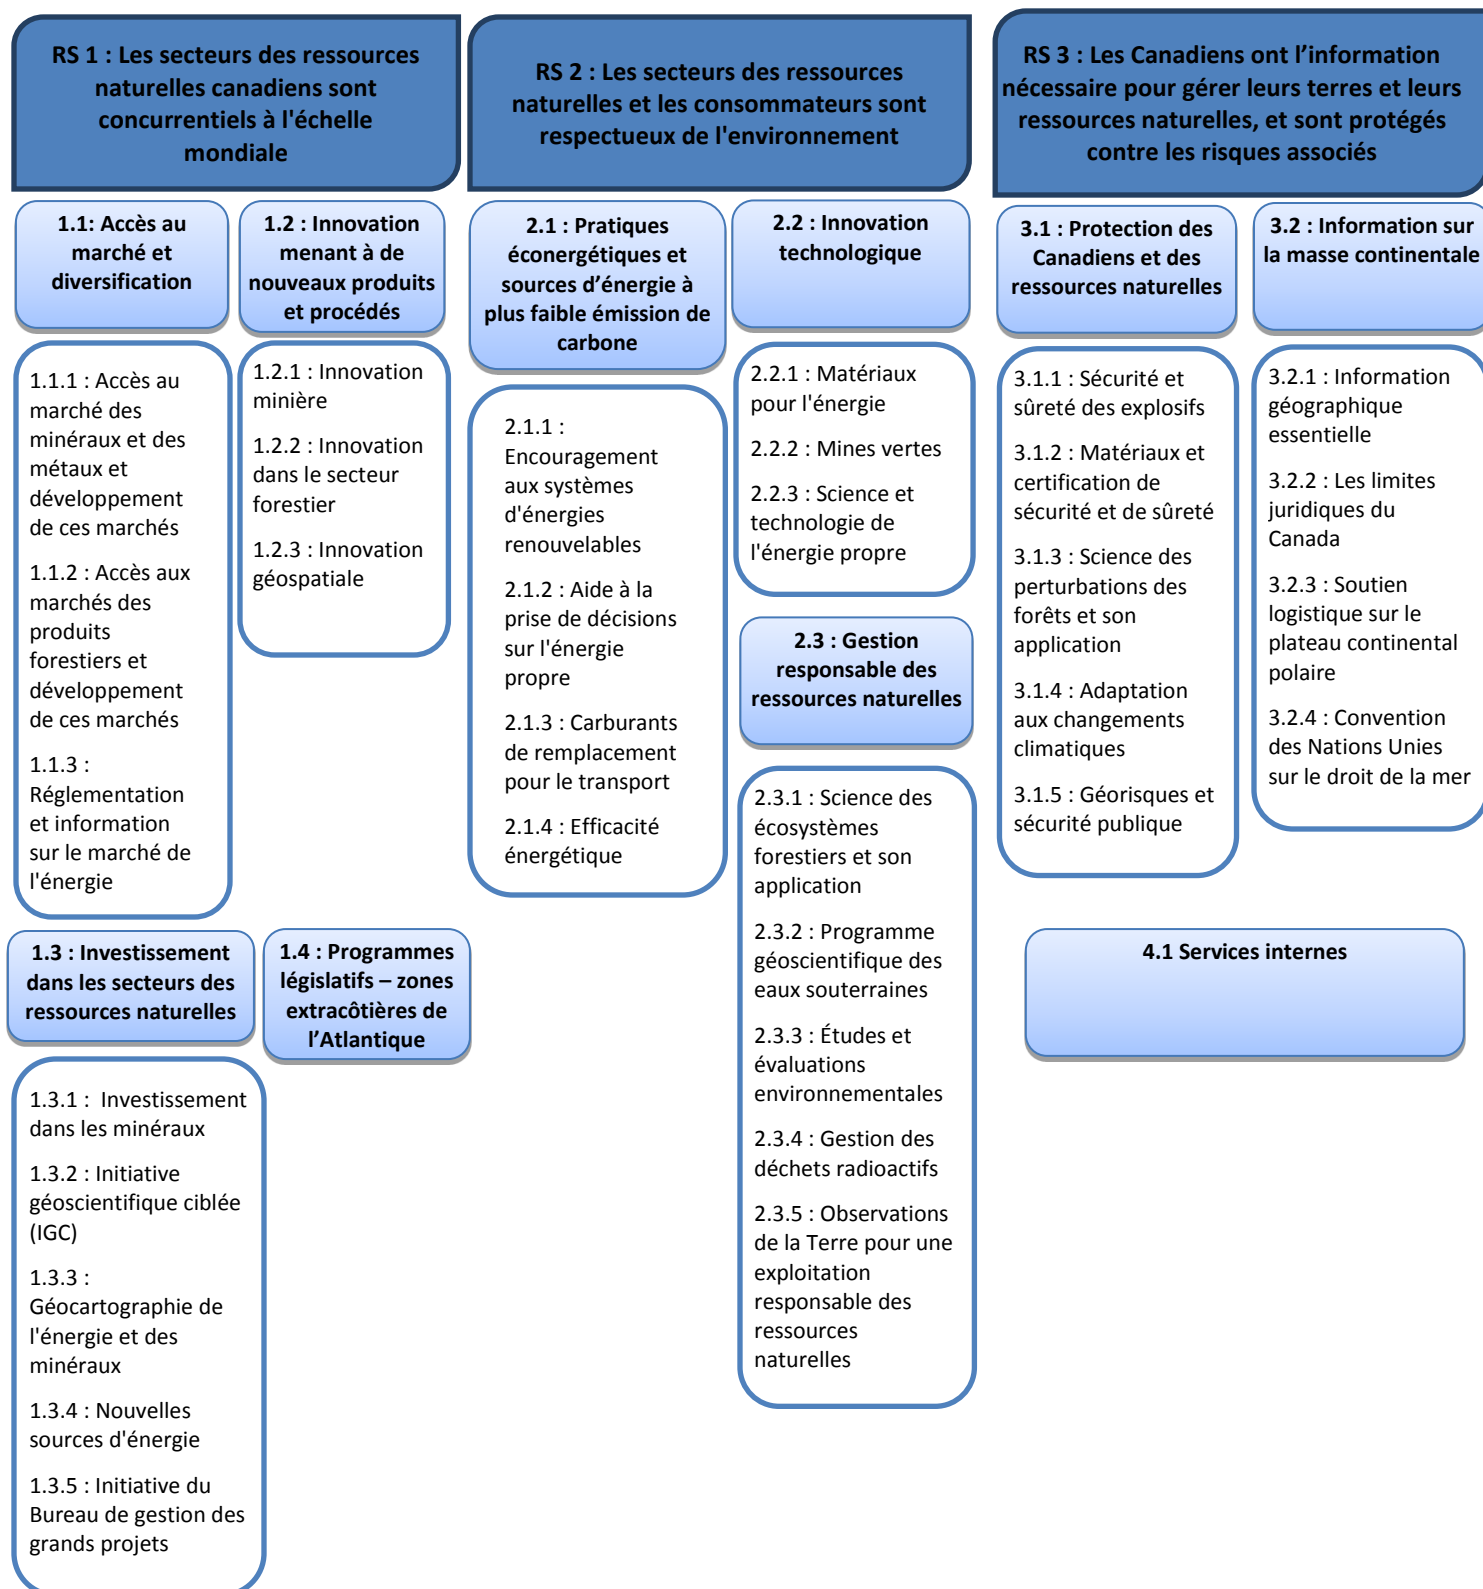 RS 1 : Les secteurs des ressources
naturelles canadiens sont
concurrentiels à l'échelle
mondiale
RS 2 : Les secteurs des ressources
naturelles et les consommateurs sont
respectueux de l'environnement
RS 3 : Les Canadiens ont l’information
nécessaire pour gérer leurs terres et leurs
ressources naturelles, et sont protégés
contre les risques associés
1.1: Accès au
marché et
diversification
1.2 : Innovation
menant à de
nouveaux produits
et procédés
2.1 : Pratiques
éconergétiques et
sources d’énergie à
plus faible émission de
carbone
2.2 : Innovation
technologique
3.1 : Protection des
Canadiens et des
ressources naturelles
3.2 : Information sur
la masse continentale
1.1.1 : Accès au
marché des
minéraux et des
métaux et
développement
de ces marchés
1.1.2 : Accès aux
marchés des
produits
forestiers et
développement
de ces marchés
1.1.3 :
Réglementation
et information
sur le marché de
l'énergie
1.2.1 : Innovation
minière
1.2.2 : Innovation
dans le secteur
forestier
1.2.3 : Innovation
géospatiale
2.1.1 :
Encouragement
aux systèmes
d'énergies
renouvelables
2.1.2 : Aide à la
prise de décisions
sur l'énergie
propre
2.1.3 : Carburants
de remplacement
pour le transport
2.1.4 : Efficacité
énergétique
2.2.1 : Matériaux
pour l'énergie
2.2.2 : Mines vertes
2.2.3 : Science et
technologie de
l'énergie propre
2.3 : Gestion
responsable des
ressources naturelles
2.3.1 : Science des
écosystèmes
forestiers et son
application
2.3.2 : Programme
géoscientifique des
eaux souterraines
2.3.3 : Études et
évaluations
environnementales
2.3.4 : Gestion des
déchets radioactifs
2.3.5 : Observations
de la Terre pour une
exploitation
responsable des
ressources
naturelles
3.1.1 : Sécurité et
sûreté des explosifs
3.1.2 : Matériaux et
certification de
sécurité et de sûreté
3.1.3 : Science des
perturbations des
forêts et son
application
3.1.4 : Adaptation
aux changements
climatiques
3.1.5 : Géorisques et
sécurité publique
3.2.1 : Information
géographique
essentielle
3.2.2 : Les limites
juridiques du
Canada
3.2.3 : Soutien
logistique sur le
plateau continental
polaire
3.2.4 : Convention
des Nations Unies
sur le droit de la mer
1.3 : Investissement
dans les secteurs des
ressources naturelles
1.4 : Programmes
législatifs – zones
extracôtières de
l’Atlantique
4.1 Services internes
1.3.1 :  Investissement
dans les minéraux
1.3.2 : Initiative
géoscientifique ciblée
(IGC)
1.3.3 :
Géocartographie de
l'énergie et des
minéraux
1.3.4 : Nouvelles
sources d'énergie
1.3.5 : Initiative du
Bureau de gestion des
grands projets